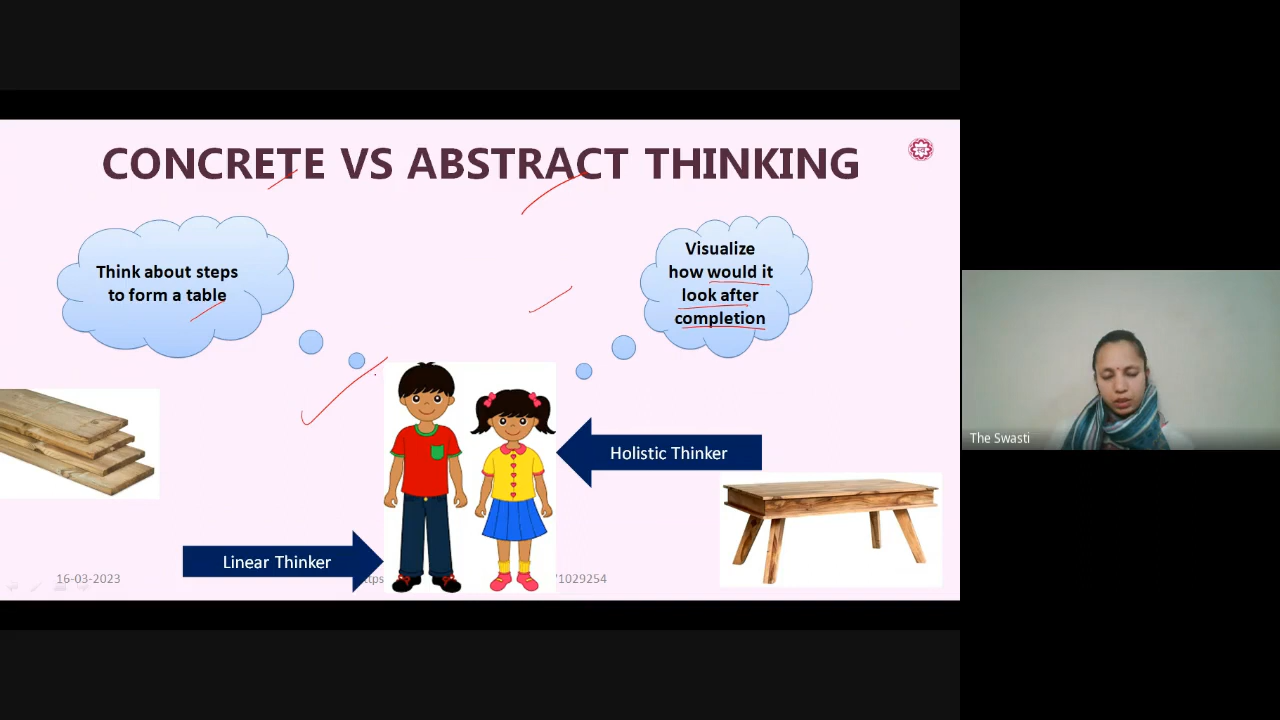 CONCRETE VS ABSTRACT THINKING
Think about steps
to form a table
Visualize
how would it
look after
completion
Holistic Thinker
Linear Thinker
16-03-2023
1029254
The Swasti